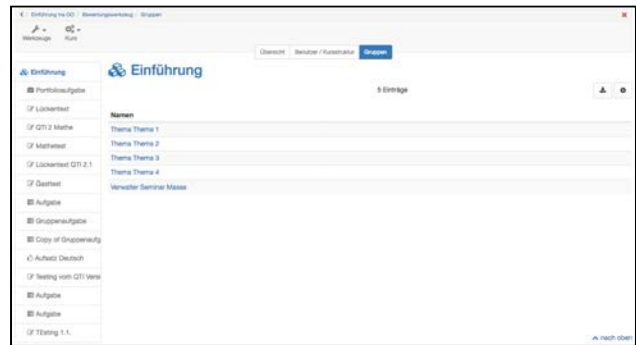 Einführung ins OO / Bewertungswerkzeug / Gruppen
Werkzeuge Kurs
Übersicht Benutzer / Kursstruktur Gruppen
Einführung
Einführung
Portfolioaufgabe
5 Einträge
Lückentext
Namen
QTI 2 Mathe
Thema Thema 1
Mathetest
Thema Thema 2
Lückentext QTI 2.1
Thema Thema 3
Gasttest
Thema Thema 4
Verwalter Seminar Masse
Aufgabe
Gruppenaufgabe
Copy of Gruppenaufg
Aufsatz Deutsch
Testing vom QTI Versi
Aufgabe
Aufgabe
TEsting 1.1.
nach oben